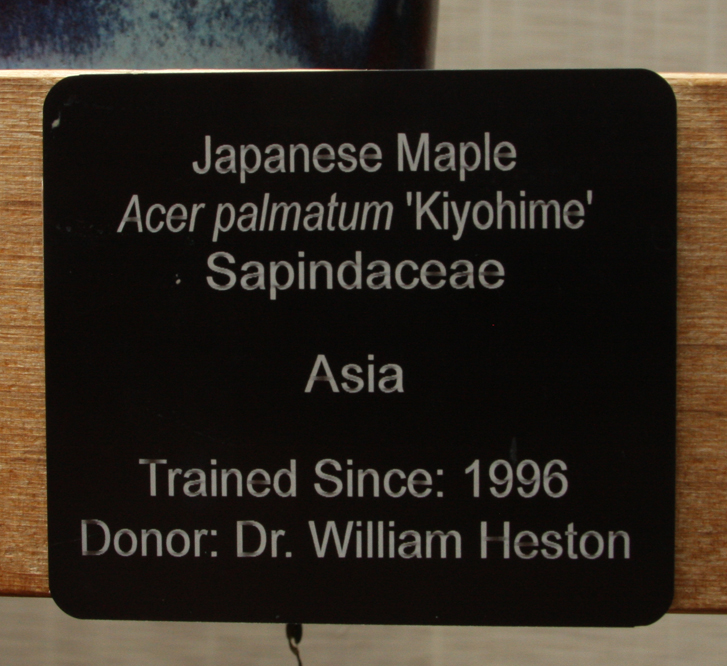 Japanese Maple
Acer palmatum 'Kiyohime'
Sapindaceae
Asia
Trained Since: 1996
Donor: Dr. William Heston